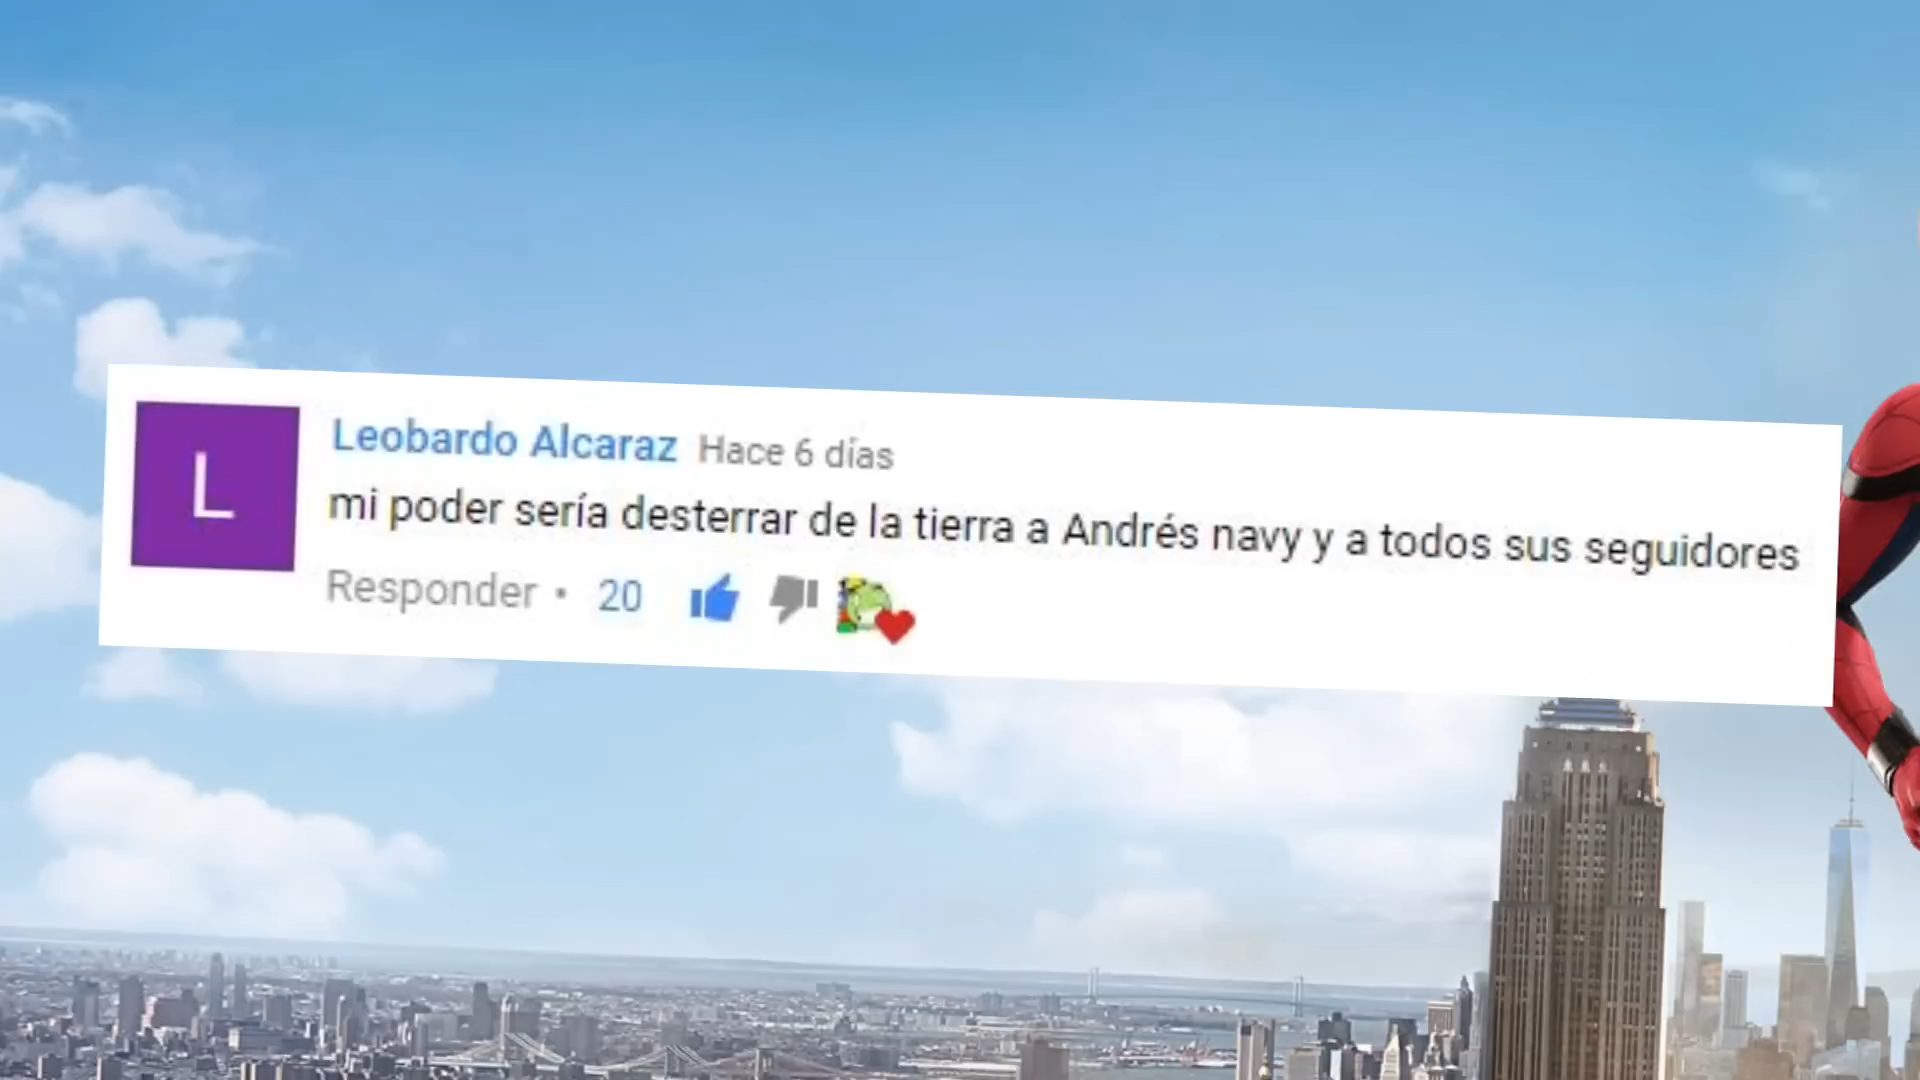 L
Leobardo Alcaraz Hace 6 días
mi poder sería desterrar de la tierra a Andrés navy y a todos sus seguidores
Responder • 20